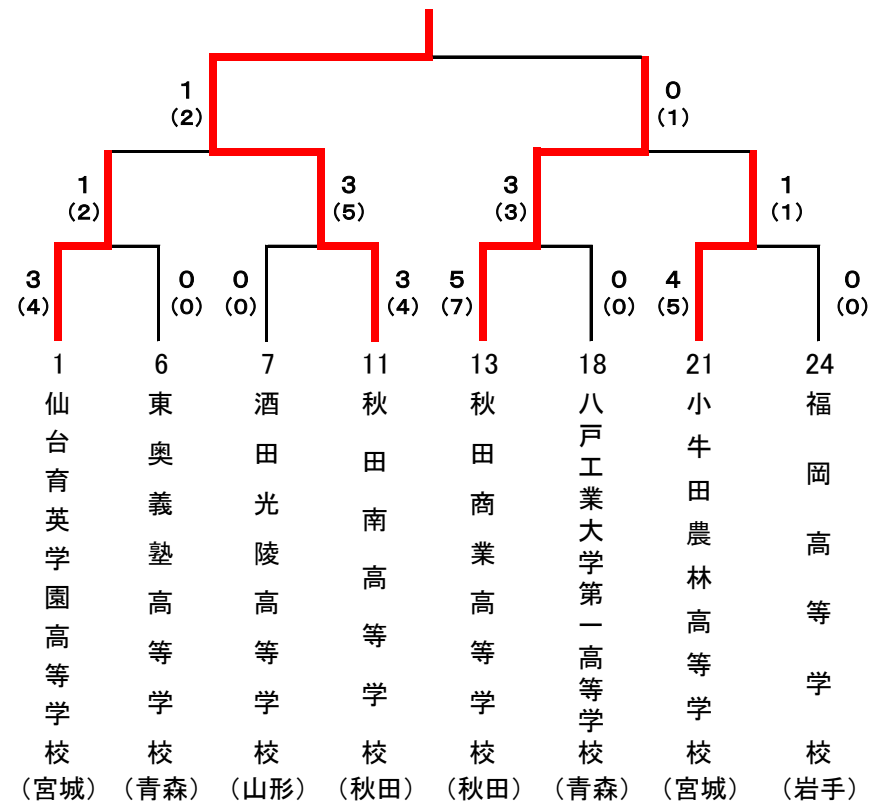 1 0
(2) (1)
1 3 3 1
(2) (5) (3) (1)
3 0 0 3 5 0 4 0
(4) (0) (0) (4) (7) (0) (5) (0)
1 6 7 11 13 18 21 24
仙台育英学園高等学校
(宮城)
東奥義塾高等学校
(青森)
酒田光陵高等学校
(山形)
秋田南高等学校
(秋田)
秋田商業高等学校
(秋田)
八戸工業大学第一高等学校
(青森)
小牛田農林高等学校
(宮城)
福岡高等学校
(岩手)